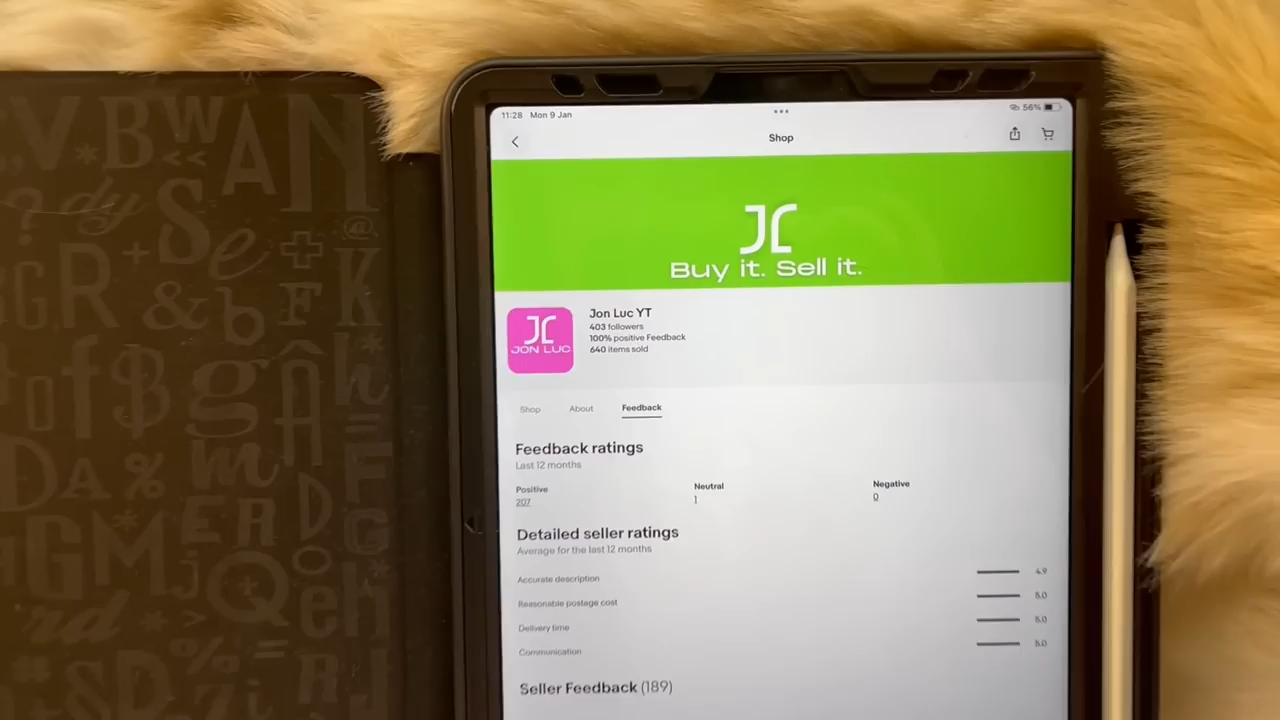 11:28 Mon 9 Jan
56%
Shop
JC
Buy it. Sell it.
JC
JON LUC
Jon Luc YT
403 followers
100% positive Feedback
640 items sold
Shop About Feedback
Feedback ratings
Last 12 months
Positive Neutral Negative
207 1 0
Detailed seller ratings
Average for the last 12 months
Accurate description 4.9
Reasonable postage cost 5.0
Delivery time 5.0
Communication 5.0
Seller Feedback (189)